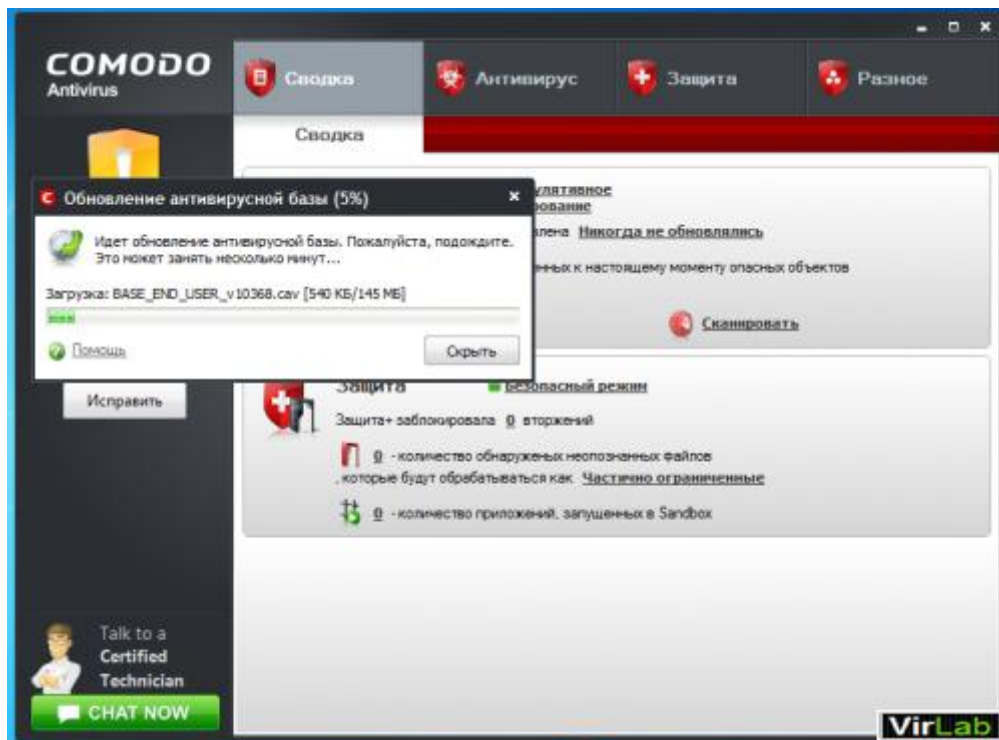 COMODO
Antivirus
Сводка
Антивирус
Защита
Разное
Сводка
Обновление антивирусной базы (5%)
Идет обновление антивирусной базы. Пожалуйста, подождите.
Это может занять несколько минут...
Загрузка: BASE_END_USER_v10368.cav [540 КБ/145 МБ]
Помощь
Скрыть
Никогда не обновлялись
к настоящему моменту опасных объектов
Сканировать
Исправить
Защита
Безопасный режим
Защита+ заблокировала 0 вторжений
0 - количество обнаруженых неопознанных файлов
, которые будут обрабатываться как Частично ограниченные
0 - количество приложений, запущенных в Sandbox
Talk to a
Certified
Technician
CHAT NOW
VirLab